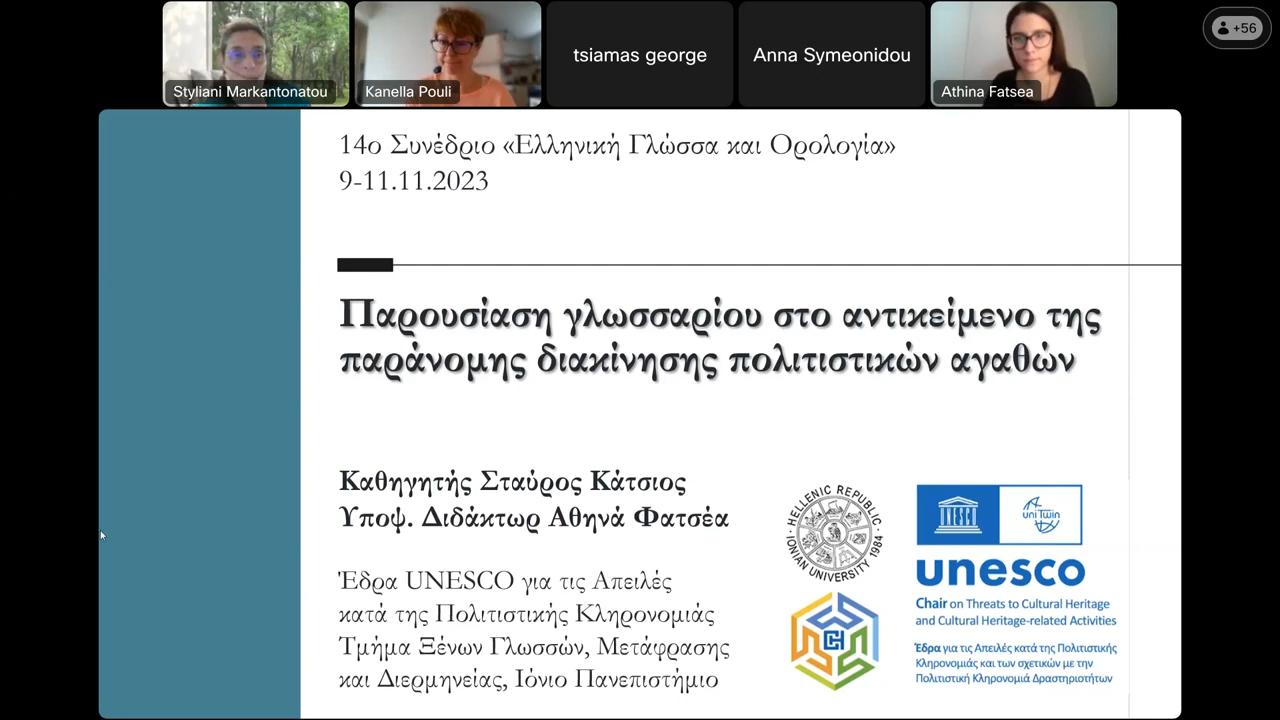 +56
Styliani Markantonatou
Kanella Pouli
tsiamas george
Anna Symeonidou
Athina Fatsea
14ο Συνέδριο «Ελληνική Γλώσσα και Ορολογία»
9-11.11.2023
Παρουσίαση γλωσσαρίου στο αντικείμενο της
παράνομης διακίνησης πολιτιστικών αγαθών
Καθηγητής Σταύρος Κάτσιος
Υποψ. Διδάκτωρ Αθηνά Φατσέα
Έδρα UNESCO για τις Απειλές
κατά της Πολιτιστικής Κληρονομιάς
Τμήμα Ξένων Γλωσσών, Μετάφρασης
και Διερμηνείας, Ιόνιο Πανεπιστήμιο
HELLENIC REPUBLIC
IONIAN UNIVERSITY 1984
CH
UNESCO
uni Twin
unesco
Chair on Threats to Cultural Heritage
and Cultural Heritage-related Activities
Έδρα για τις Απειλές κατά της Πολιτιστικής
Κληρονομιάς και των σχετικών με την
Πολιτιστική Κληρονομιά Δραστηριοτήτων